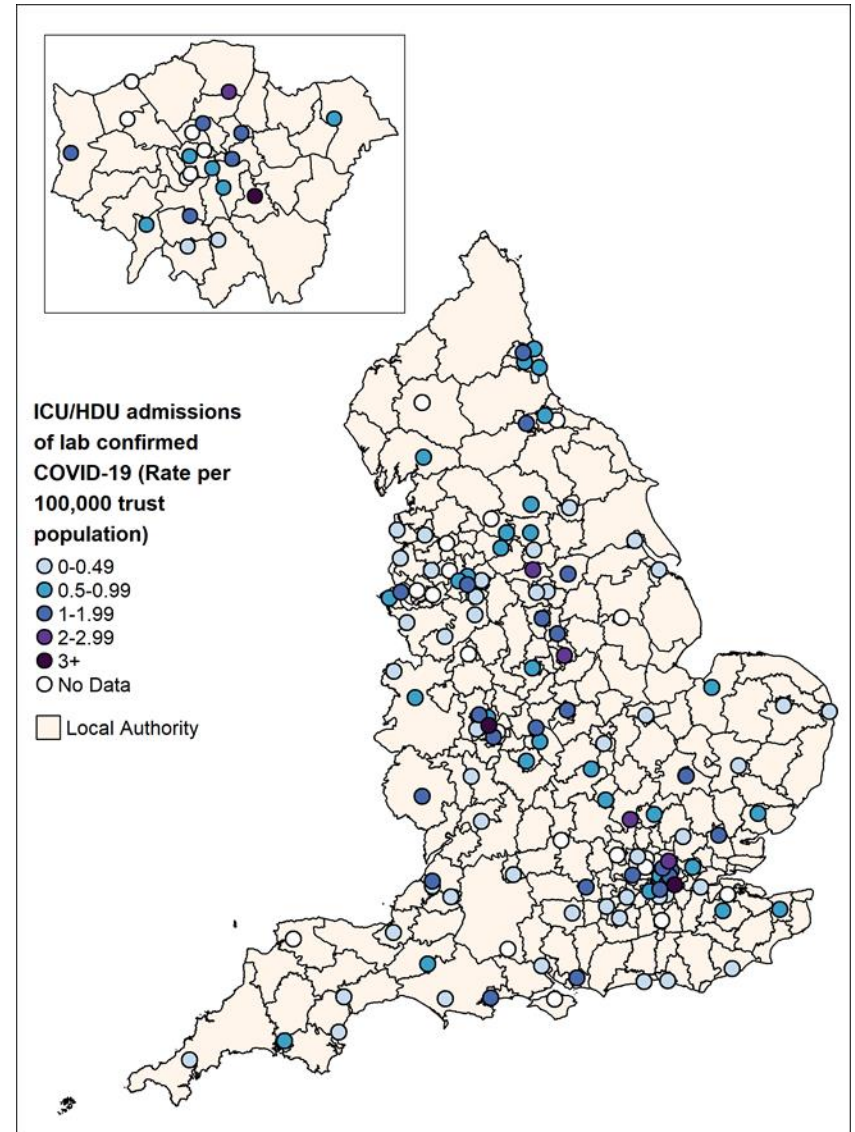 ICU/HDU admissions
of lab confirmed
COVID-19 (Rate per
100,000 trust
population)
0-0.49
0.5-0.99
1-1.99
2-2.99
3+
No Data
Local Authority